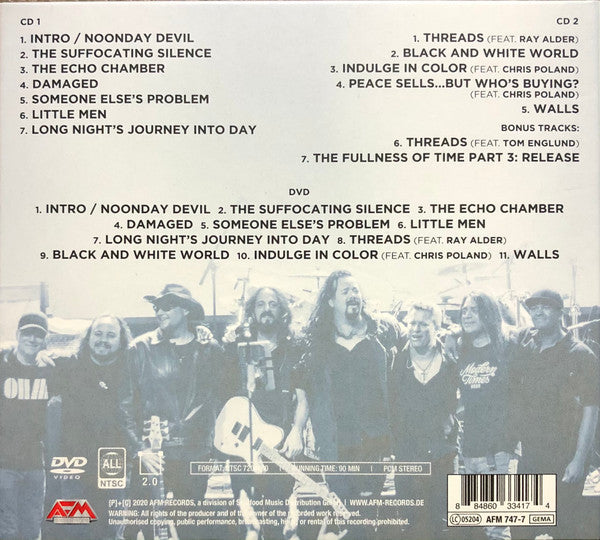 CD 1
1. INTRO / NOONDAY DEVIL
2. THE SUFFOCATING SILENCE
3. THE ECHO CHAMBER
4. DAMAGED
5. SOMEONE ELSE'S PROBLEM
6. LITTLE MEN
7. LONG NIGHT'S JOURNEY INTO DAY
CD 2
1. THREADS (FEAT. RAY ALDER)
2. BLACK AND WHITE WORLD
3. INDULGE IN COLOR (FEAT. CHRIS POLAND)
4. PEACE SELLS...BUT WHO'S BUYING?
(FEAT. CHRIS POLAND)
5. WALLS
BONUS TRACKS:
6. THREADS (FEAT. TOM ENGLUND)
7. THE FULLNESS OF TIME PART 3: RELEASE
DVD
1. INTRO / NOONDAY DEVIL 2. THE SUFFOCATING SILENCE 3. THE ECHO CHAMBER
4. DAMAGED 5. SOMEONE ELSE'S PROBLEM 6. LITTLE MEN
7. LONG NIGHT'S JOURNEY INTO DAY 8. THREADS (FEAT. RAY ALDER)
9. BLACK AND WHITE WORLD 10. INDULGE IN COLOR (FEAT. CHRIS POLAND) 11. WALLS
OHM
Modern Times
DVD VIDEO
ALL NTSC
2.0
FORMAT: NTSC | RUNNING TIME: 90 MIN | PCM STEREO
AFM RECORDS
[P]+[C] 2020 AFM-RECORDS, a division of Soulfood Music Distribution GmbH, | WWW.AFM-RECORDS.DE
WARNING: All rights of the producer and of the owner of the recorded work reserved.
Unauthorised copying, public performance, broadcasting, hiring or rental of this recording prohibited.
8 84860 33417 4
LC 05204 AFM 747-7 GEMA